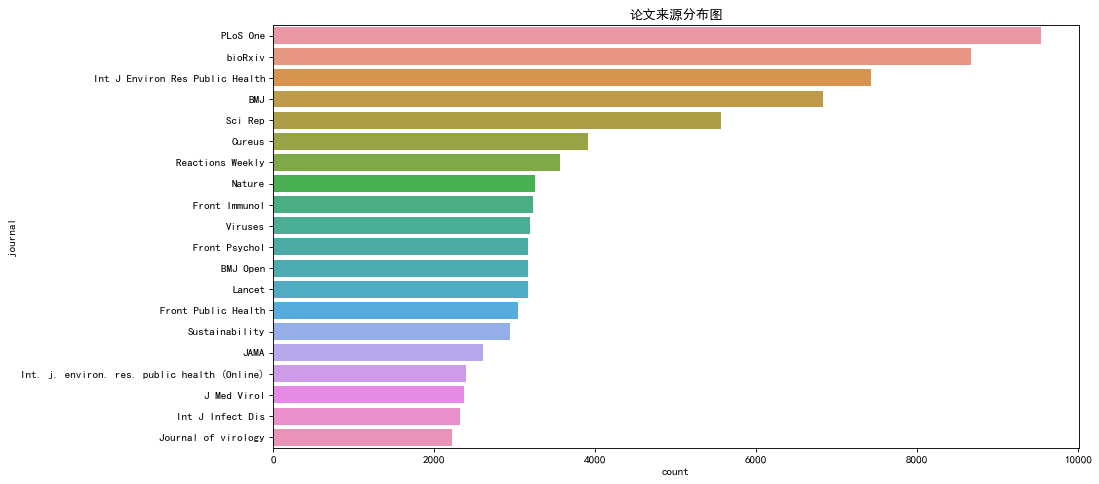 论文来源分布图
journal
PLoS One
bioRxiv
Int J Environ Res Public Health
BMJ
Sci Rep
Cureus
Reactions Weekly
Nature
Front Immunol
Viruses
Front Psychol
BMJ Open
Lancet
Front Public Health
Sustainability
JAMA
Int. j. environ. res. public health (Online)
J Med Virol
Int J Infect Dis
Journal of virology
0 2000 4000 6000 8000 10000
count